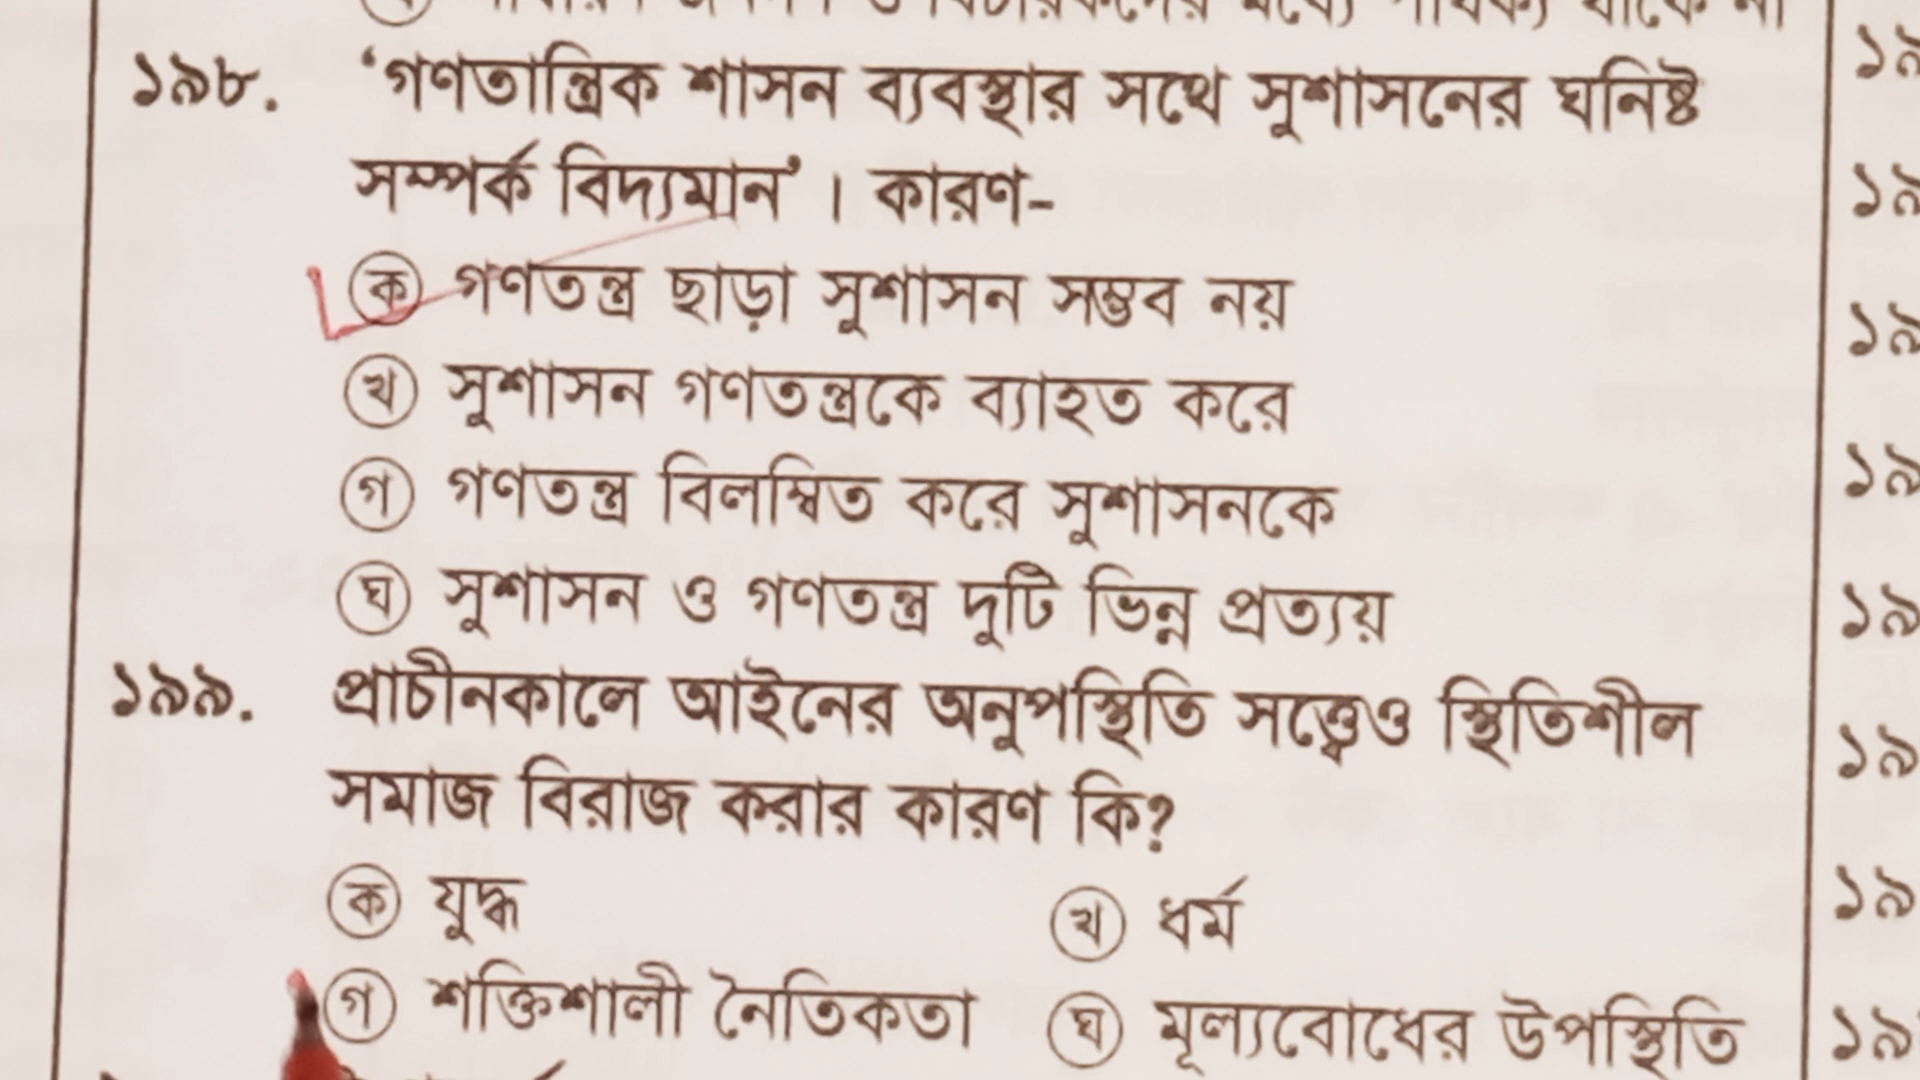 ১৯৮. ‘গণতান্ত্রিক শাসন ব্যবস্থার সথে সুশাসনের ঘনিষ্ট
সম্পর্ক বিদ্যমান’। কারণ-
ক গণতন্ত্র ছাড়া সুশাসন সম্ভব নয়
খ সুশাসন গণতন্ত্রকে ব্যাহত করে
গ গণতন্ত্র বিলম্বিত করে সুশাসনকে
ঘ সুশাসন ও গণতন্ত্র দুটি ভিন্ন প্রত্যয়
১৯৯. প্রাচীনকালে আইনের অনুপস্থিতি সত্ত্বেও স্থিতিশীল
সমাজ বিরাজ করার কারণ কি?
ক যুদ্ধ খ ধর্ম
গ শক্তিশালী নৈতিকতা ঘ মূল্যবোধের উপস্থিতি